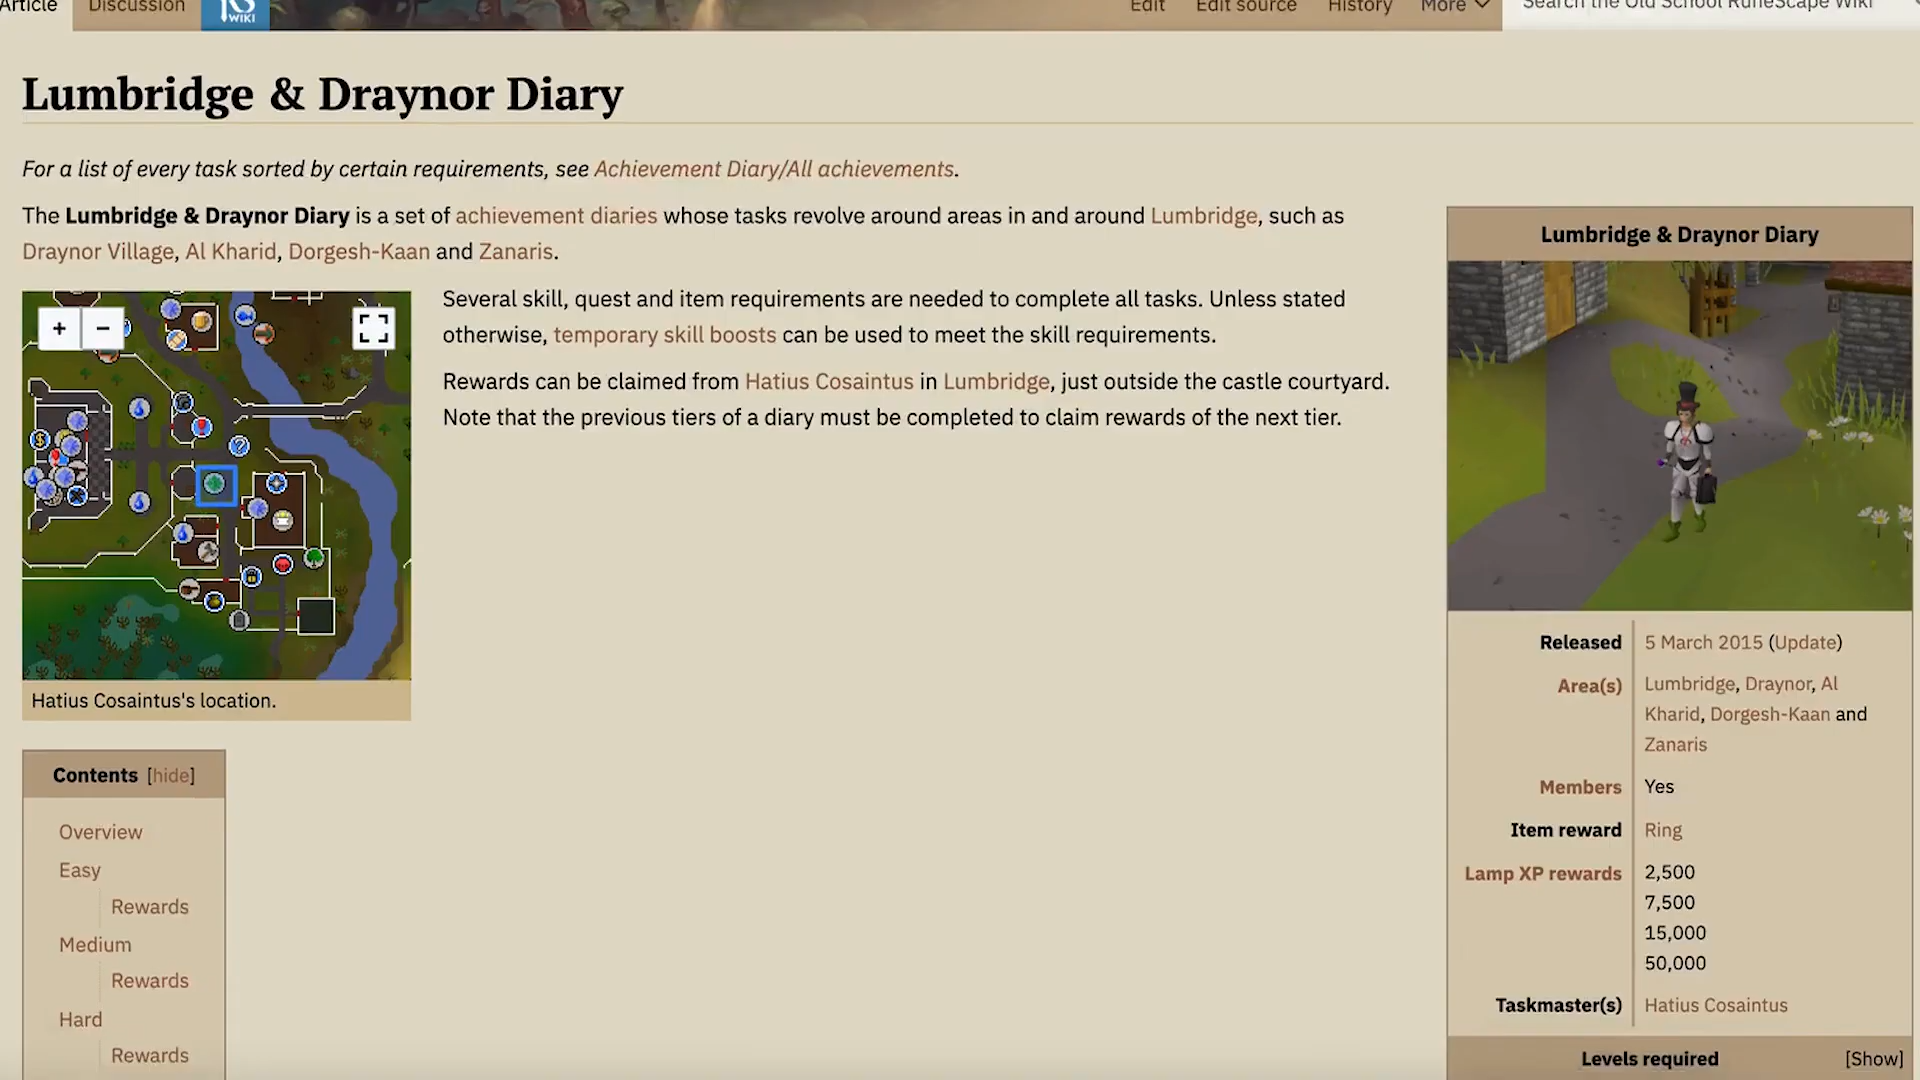 Article
Discussion
WIKI
Edit
Edit source
History
More
Search the Old School RuneScape Wiki
Lumbridge & Draynor Diary
For a list of every task sorted by certain requirements, see Achievement Diary/All achievements.
The Lumbridge & Draynor Diary is a set of achievement diaries whose tasks revolve around areas in and around Lumbridge, such as
Draynor Village, Al Kharid, Dorgesh-Kaan and Zanaris.
+
−
Hatius Cosaintus's location.
Several skill, quest and item requirements are needed to complete all tasks. Unless stated
otherwise, temporary skill boosts can be used to meet the skill requirements.
Rewards can be claimed from Hatius Cosaintus in Lumbridge, just outside the castle courtyard.
Note that the previous tiers of a diary must be completed to claim rewards of the next tier.
Contents [hide]
Overview
Easy
Rewards
Medium
Rewards
Hard
Rewards
Lumbridge & Draynor Diary
Released 5 March 2015 (Update)
Area(s) Lumbridge, Draynor, Al
Kharid, Dorgesh-Kaan and
Zanaris
Members Yes
Item reward Ring
Lamp XP rewards 2,500
7,500
15,000
50,000
Taskmaster(s) Hatius Cosaintus
Levels required [Show]